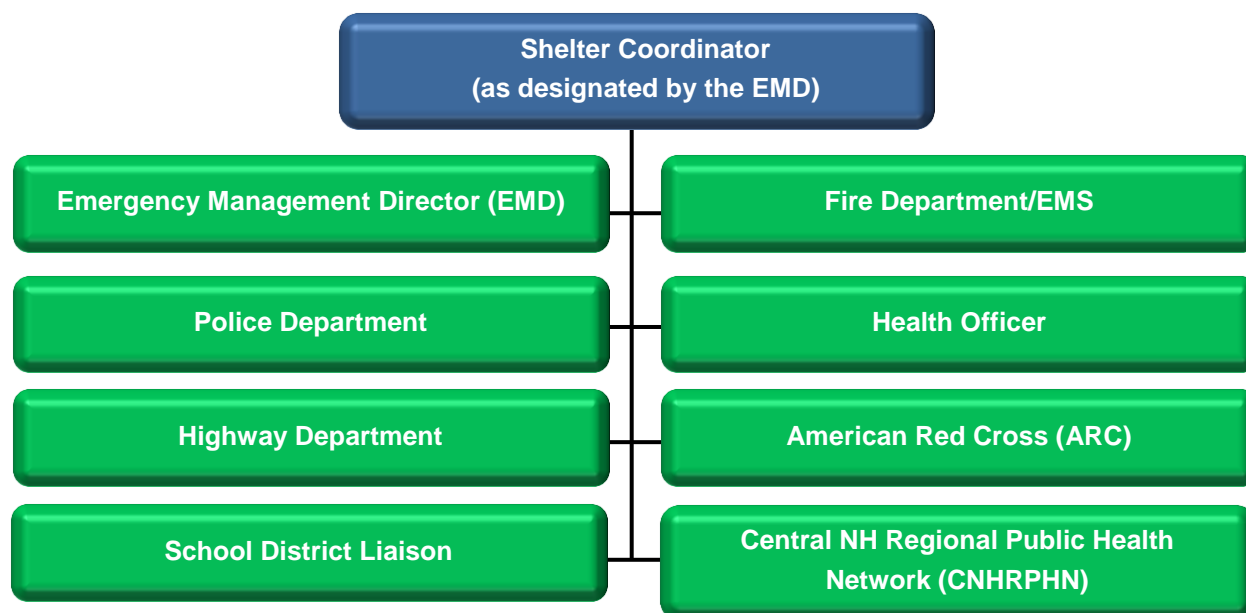 Shelter Coordinator
(as designated by the EMD)
Emergency Management Director (EMD)
Fire Department/EMS
Police Department
Health Officer
Highway Department
American Red Cross (ARC)
School District Liaison
Central NH Regional Public Health
Network (CNHRPHN)